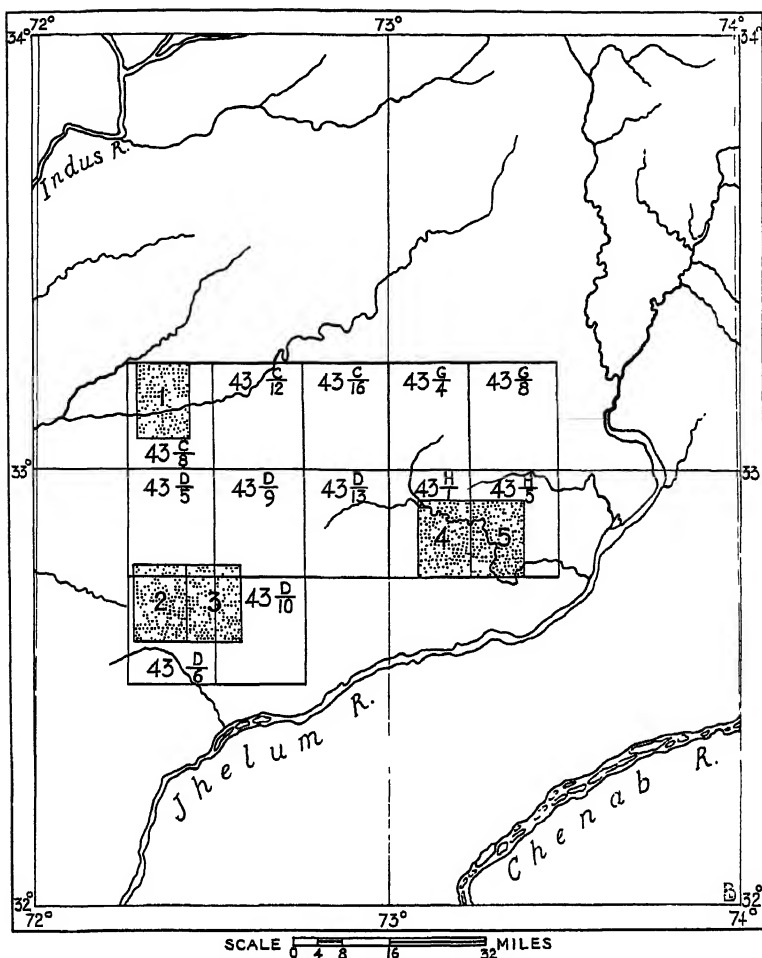 72° 73° 74°
34° 34°
Indus R.
43 C/12 43 C/16 43 G/4 43 G/8
1
43 C/8
33° 33°
43 D/5 43 D/9 43 D/13 43 H/1 43 H/5
4 5
2 3 43 D/10
43 D/6
Jhelum R.
Chenab R.
32° 32°
72° 73° 74°
SCALE 0 4 8 16 32 MILES